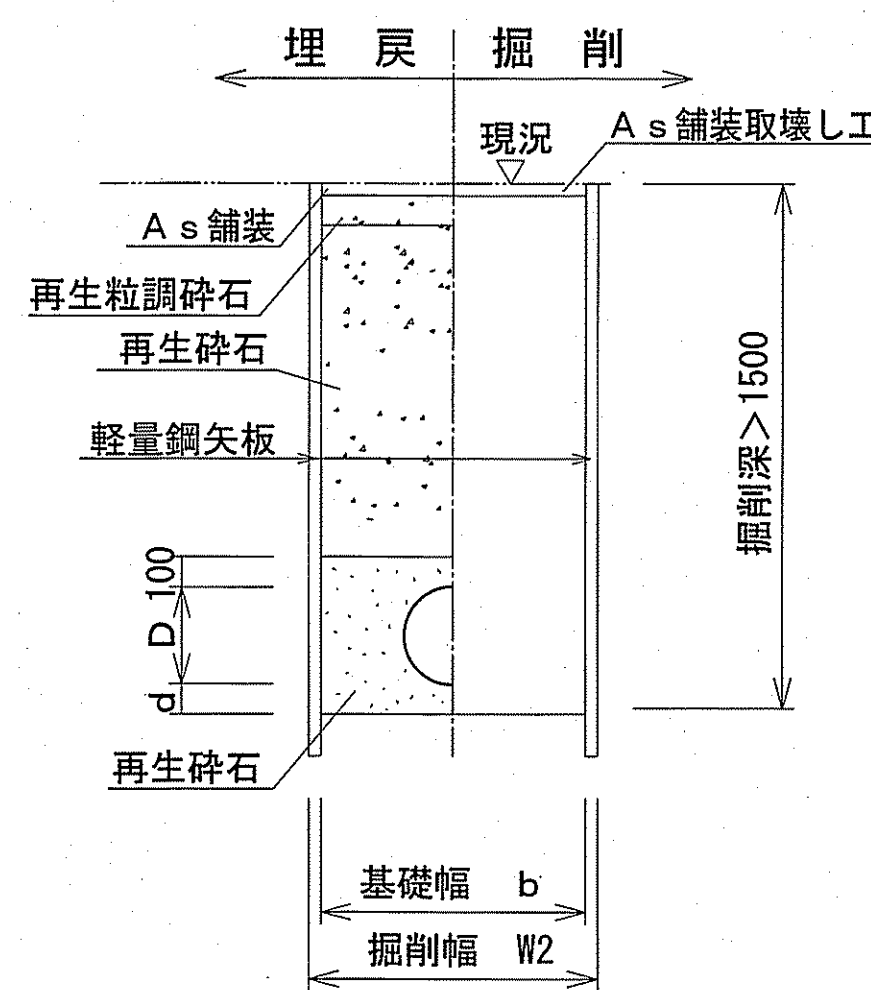 埋戻 掘削
As舗装取壊し工
現況
As舗装
再生粒調砕石
再生砕石
軽量鋼矢板
掘削深>1500
100
D
d
再生砕石
基礎幅 b
掘削幅 W2